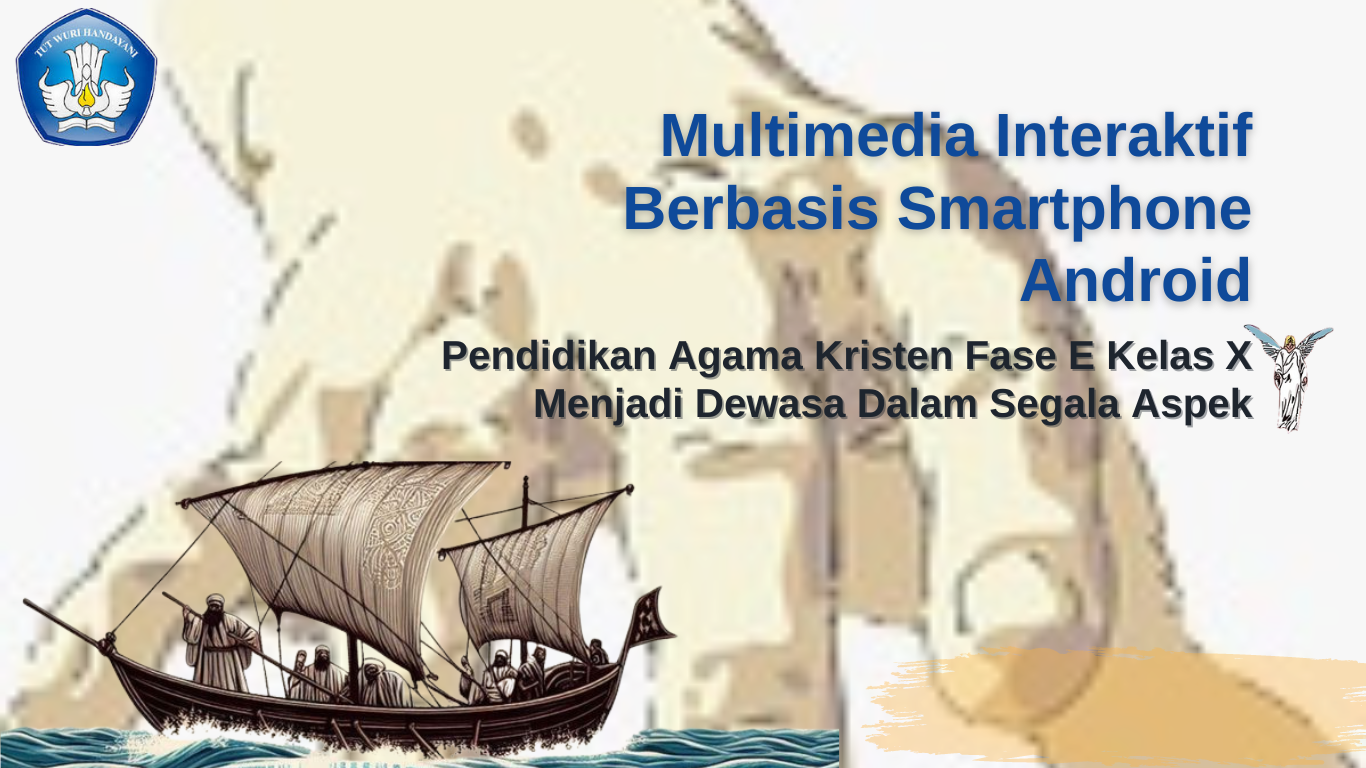 TUT WURI HANDAYANI
Multimedia Interaktif
Berbasis Smartphone
Android
Pendidikan Agama Kristen Fase E Kelas X
Menjadi Dewasa Dalam Segala Aspek